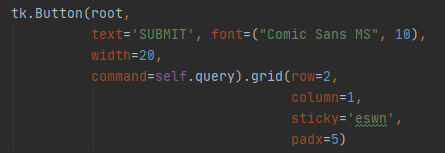 tk.Button(root,
          text='SUBMIT', font=("Comic Sans MS", 10),
          width=20,
          command=self.query).grid(row=2,
                                   column=1,
                                   sticky='eswn',
                                   padx=5)